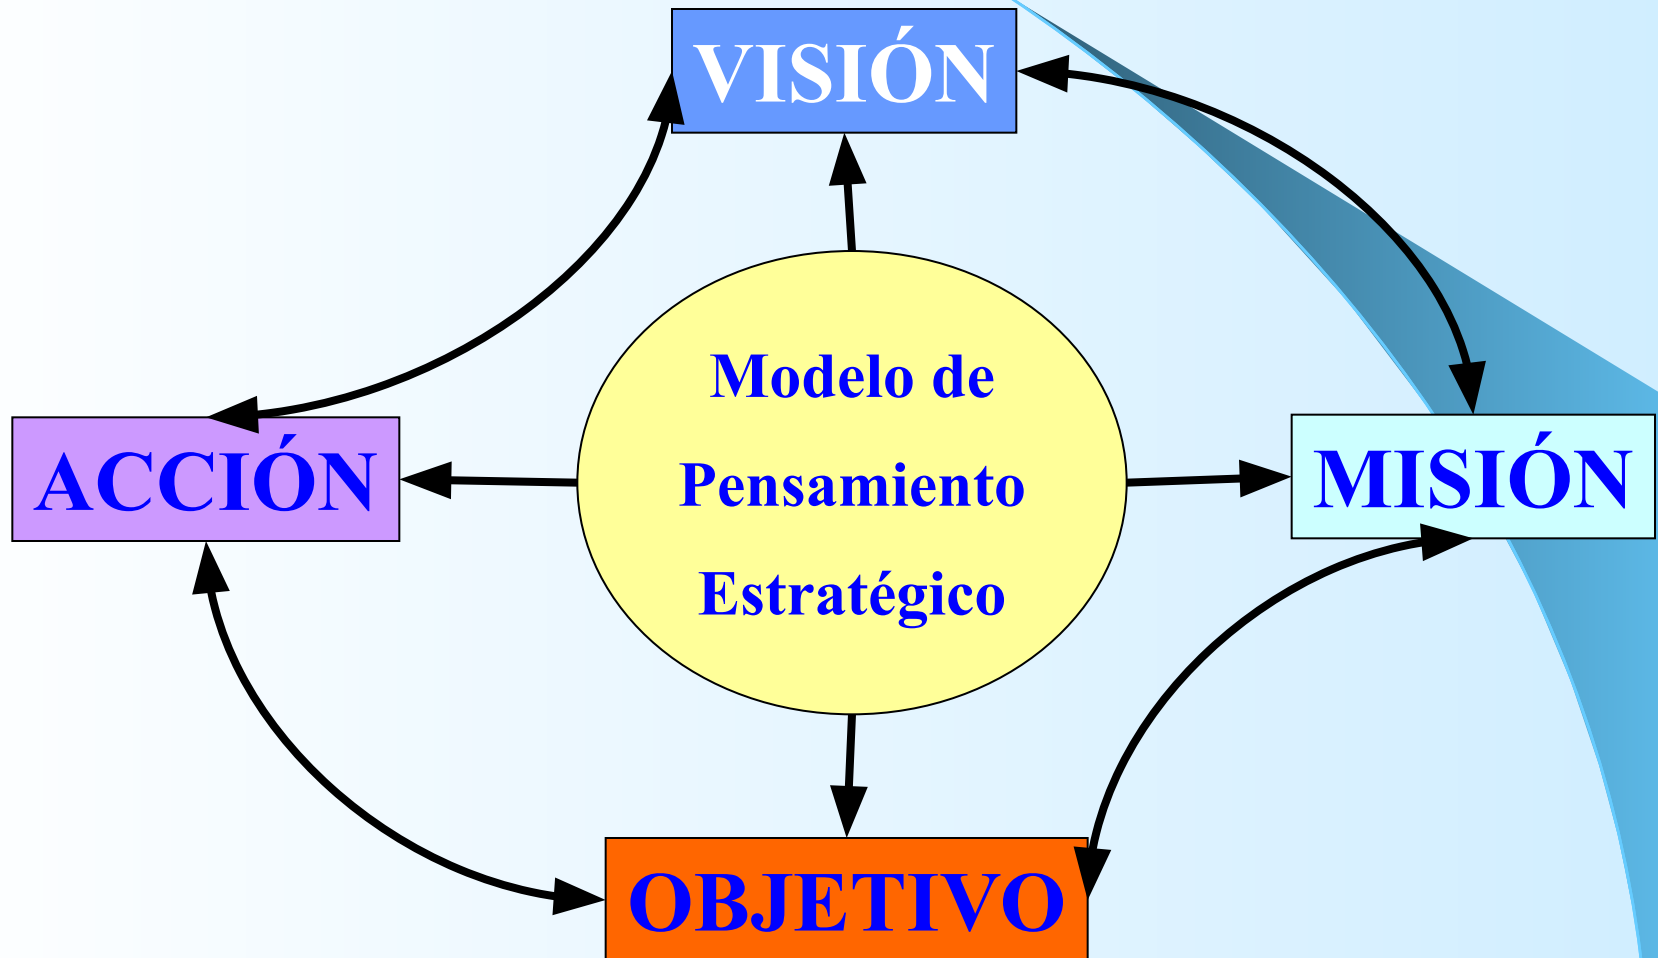 VISIÓN
Modelo de
Pensamiento
Estratégico
ACCIÓN
MISIÓN
OBJETIVO